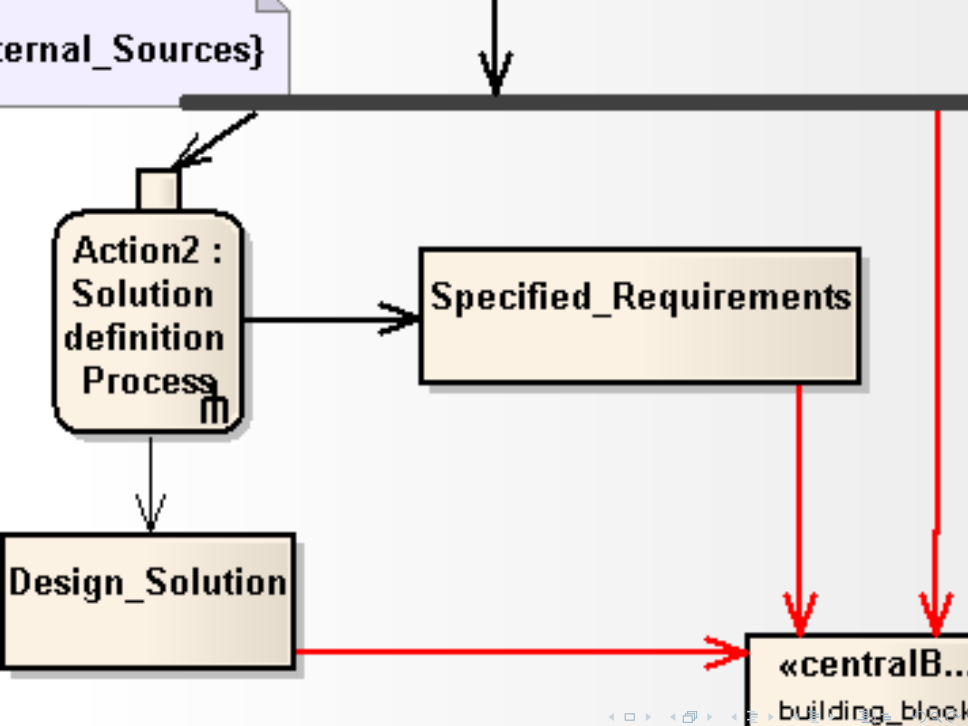 ternal_Sources}
Action2 :
Solution
definition
Process
Specified_Requirements
Design_Solution
«centralB...
building_block